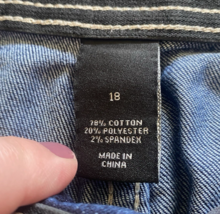 18
78% COTTON
20% POLYESTER
2% SPANDEX
MADE IN
CHINA